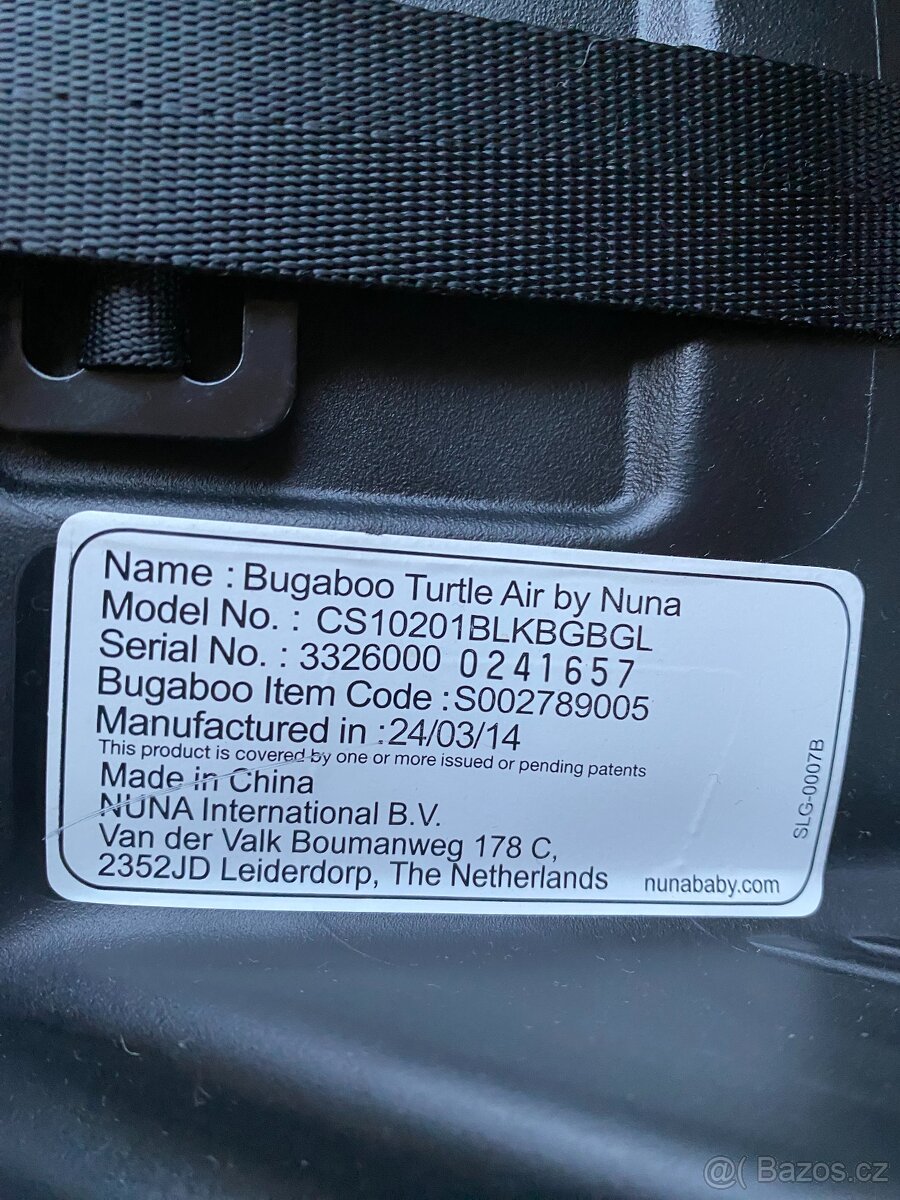 Name : Bugaboo Turtle Air by Nuna
Model No. : CS10201BLKBGBGL
Serial No. : 3326000 0241657
Bugaboo Item Code : S002789005
Manufactured in : 24/03/14
This product is covered by one or more issued or pending patents
Made in China
NUNA International B.V.
Van der Valk Boumanweg 178 C,
2352JD Leiderdorp, The Netherlands
nunababy.com
SLG-0007B
@( Bazos.cz